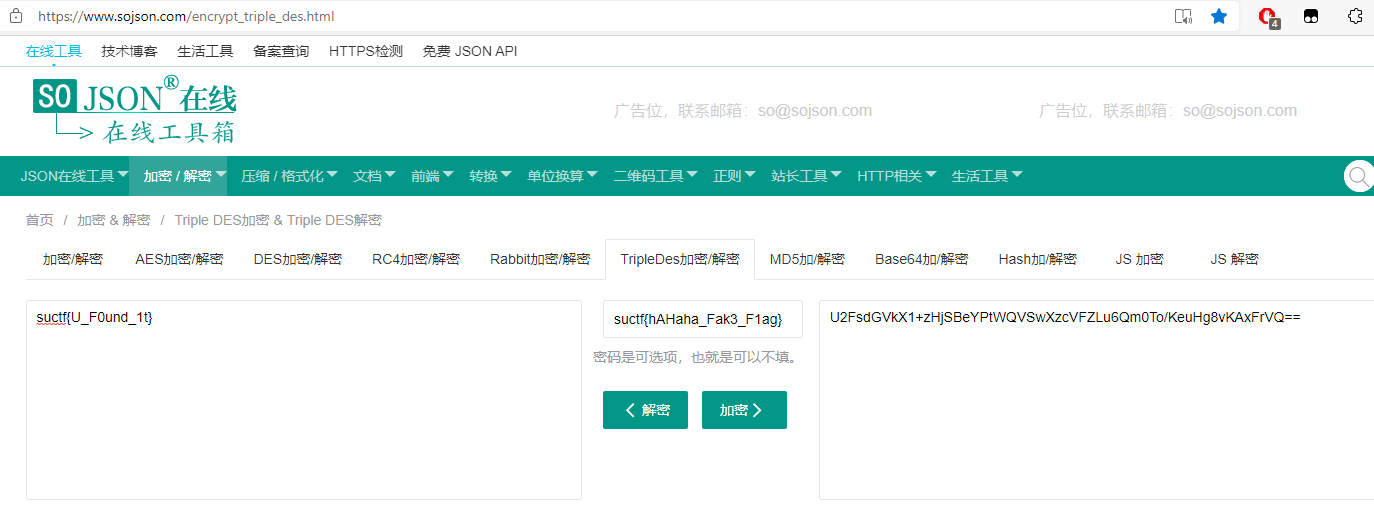 https://www.sojson.com/encrypt_triple_des.html
4
在线工具 技术博客 生活工具 备案查询 HTTPS检测 免费 JSON API
SO JSON®在线
在线工具箱
广告位，联系邮箱：so@sojson.com 广告位，联系邮箱：so@sojson.com
JSON在线工具 加密 / 解密 压缩 / 格式化 文档 前端 转换 单位换算 二维码工具 正则 站长工具 HTTP相关 生活工具
首页 / 加密 & 解密 / Triple DES加密 & Triple DES解密
加密/解密 AES加密/解密 DES加密/解密 RC4加密/解密 Rabbit加密/解密 TripleDes加密/解密 MD5加/解密 Base64加/解密 Hash加/解密 JS 加密 JS 解密
suctf{U_F0und_1t} suctf{hAHaha_Fak3_F1ag} U2FsdGVkX1+zHjSBeYPtWQVSwXzcVFZLu6Qm0To/KeuHg8vKAxFrVQ==
密码是可选项，也就是可以不填。
解密 加密